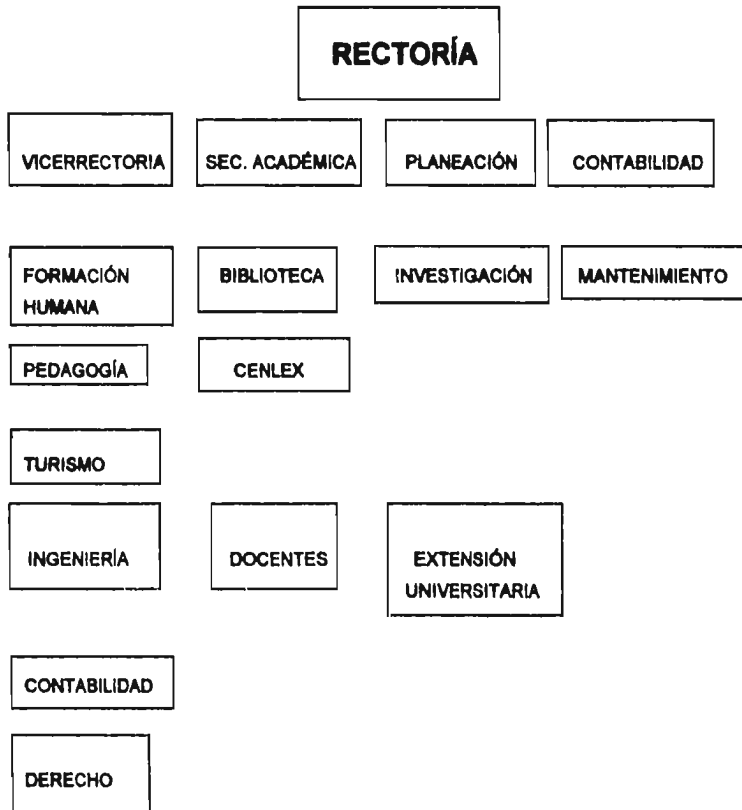 RECTORÍA
VICERRECTORIA
SEC. ACADÉMICA
PLANEACIÓN
CONTABILIDAD
FORMACIÓN
HUMANA
BIBLIOTECA
INVESTIGACIÓN
MANTENIMIENTO
PEDAGOGÍA
CENLEX
TURISMO
INGENIERÍA
DOCENTES
EXTENSIÓN
UNIVERSITARIA
CONTABILIDAD
DERECHO